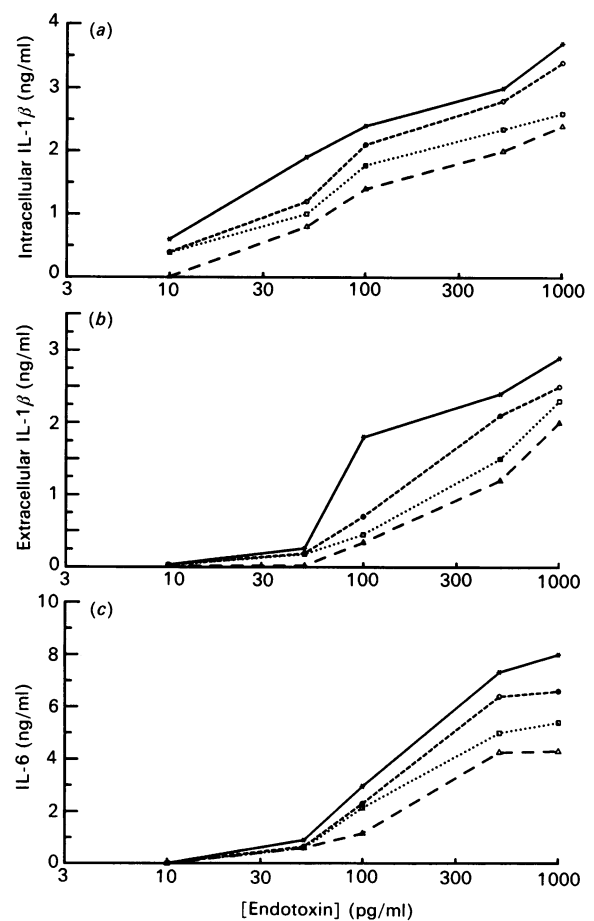 (a)
Intracellular IL-1β (ng/ml)
4
3
2
1
0
3 10 30 100 300 1000
(b)
Extracellular IL-1β (ng/ml)
3
2
1
0
3 10 30 100 300 1000
(c)
IL-6 (ng/ml)
10
8
6
4
2
0
3 10 30 100 300 1000
[Endotoxin] (pg/ml)